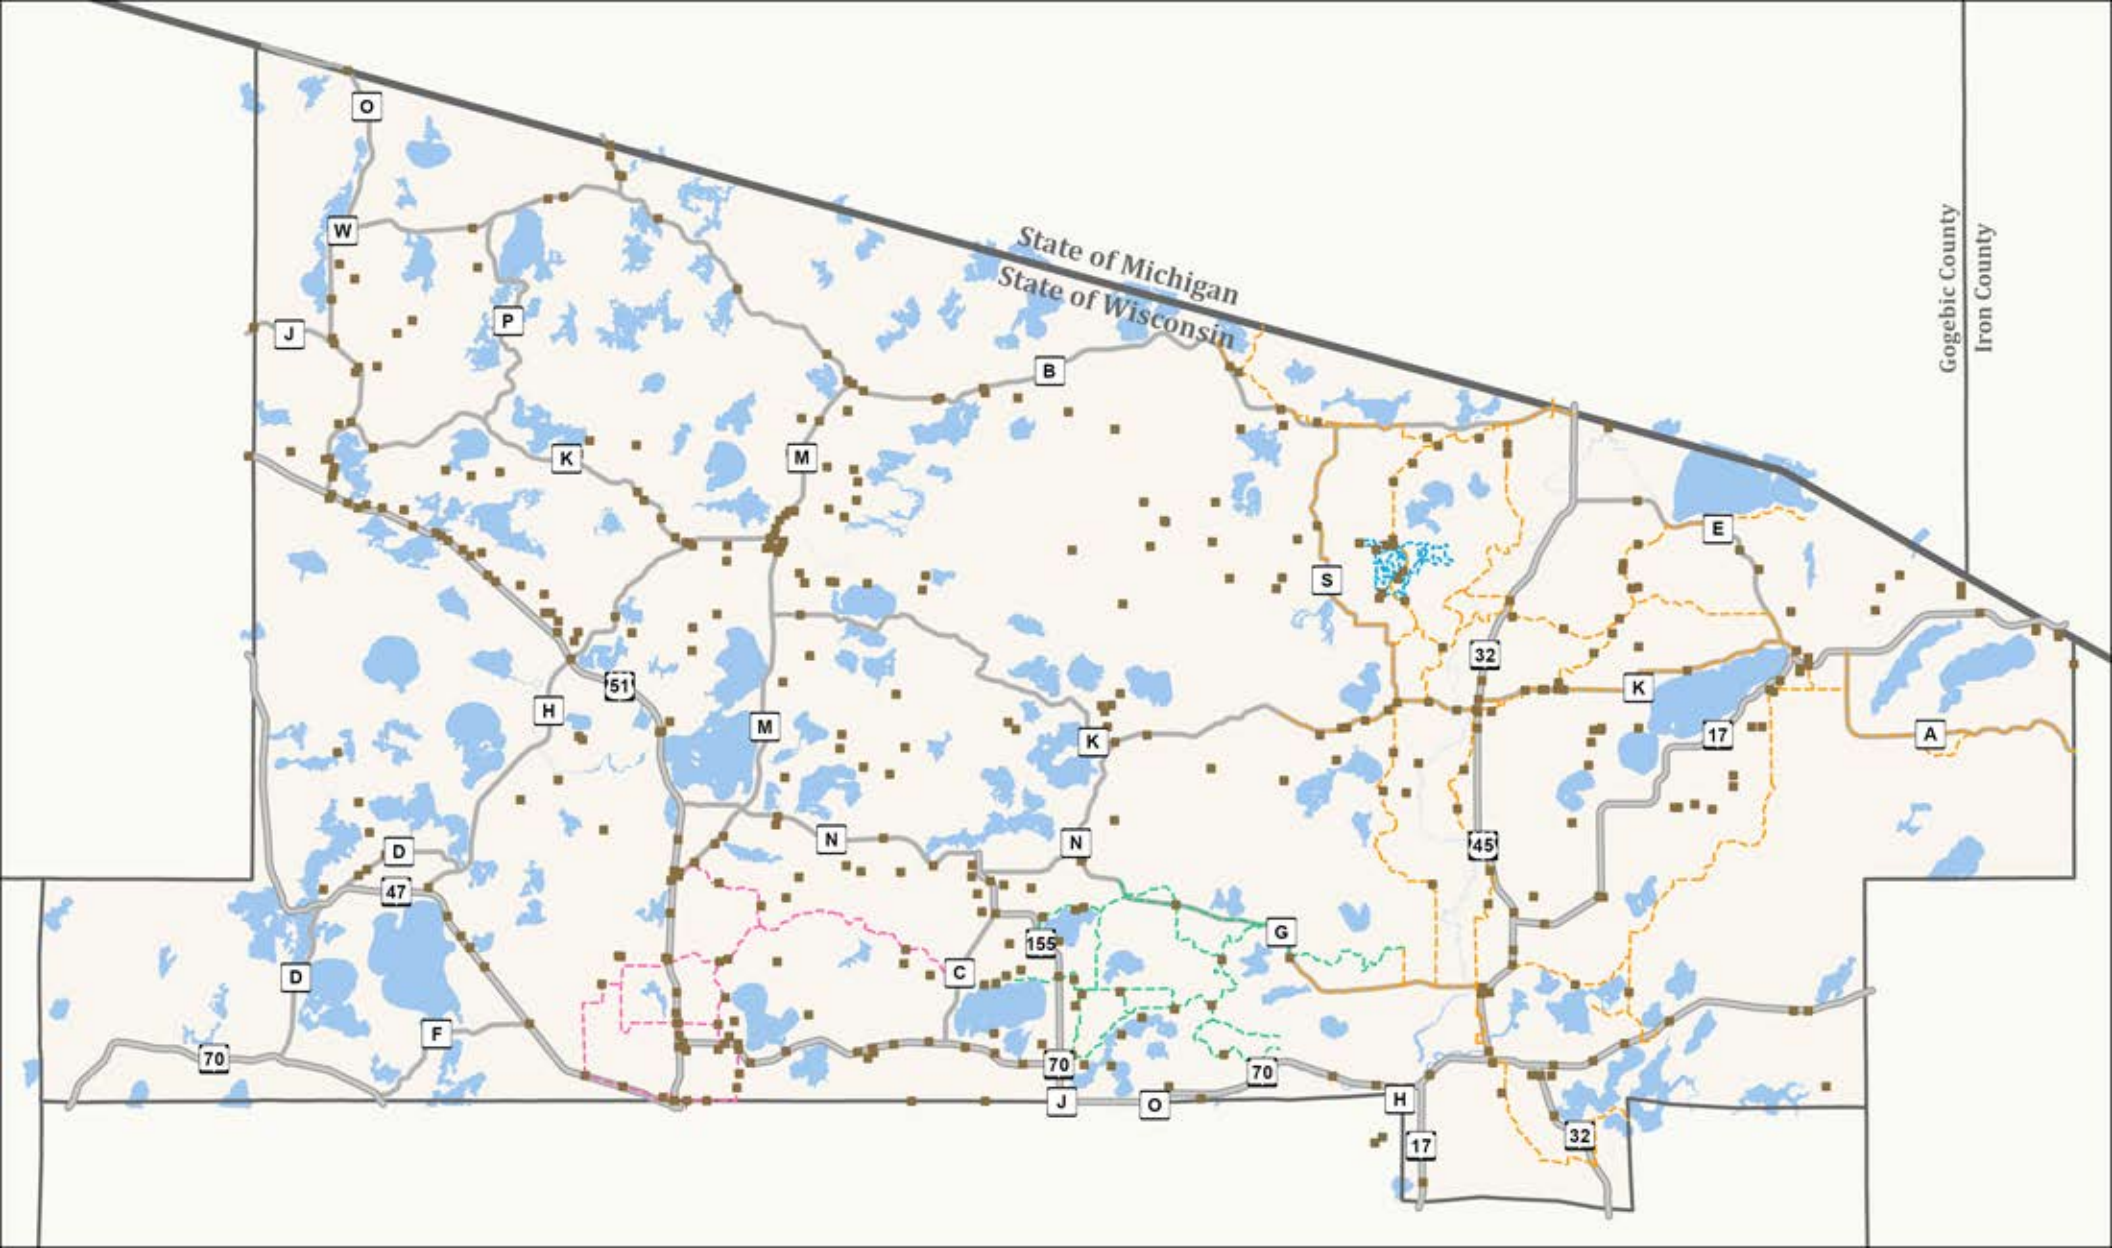 O
W
State of Michigan
State of Wisconsin
Gogebic County
Iron County
J
P
B
K
M
E
S
32
51
H
M
K
K
17
A
N
N
45
D
47
G
155
D
C
F
70
70
70
J
O
H
17
32